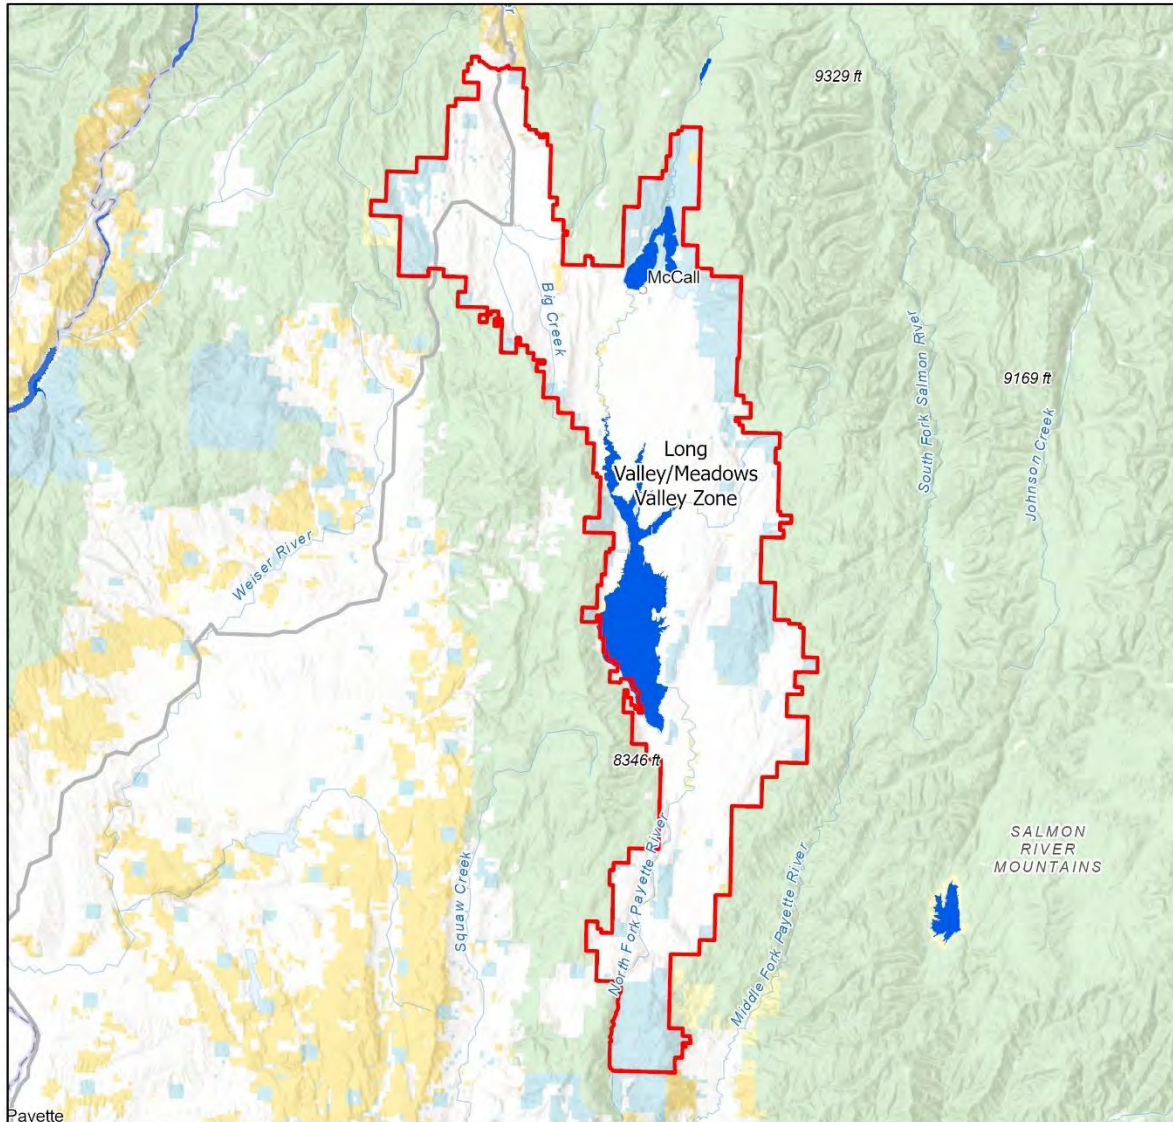 9329 ft
McCall
Big Creek
South Fork Salmon River
9169 ft
Johnson Creek
Long
Valley/Meadows
Valley Zone
Weiser River
8346 ft
SALMON
RIVER
MOUNTAINS
Squaw Creek
North Fork Payette River
Middle Fork Payette River
Payette